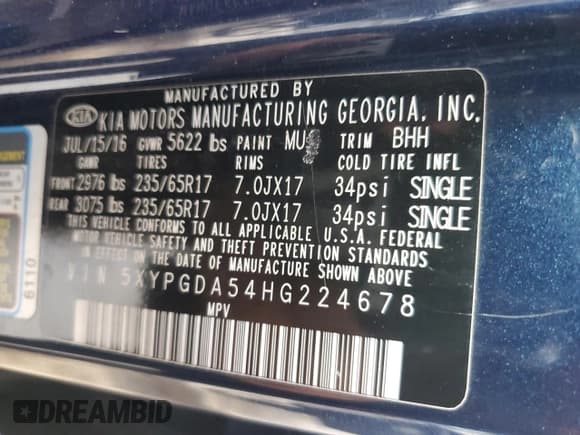 MANUFACTURED BY
KIA KIA MOTORS MANUFACTURING GEORGIA, INC.
JUL/15/16 GVWR 5622 lbs PAINT TRIM BHH
GAWR TIRES RIMS COLD TIRE INFL
FRONT 2976 lbs 235/65R17 7.0JX17 34psi SINGLE
REAR 3075 lbs 235/65R17 7.0JX17 34psi SINGLE
THIS VEHICLE CONFORMS TO ALL APPLICABLE U.S.A. FEDERAL
MOTOR VEHICLE SAFETY AND THEFT PREVENTION STANDARDS
IN EFFECT ON THE DATE OF MANUFACTURE SHOWN ABOVE.
VIN 5XYPGDA54HG224678
MPV
6110
DREAMBID